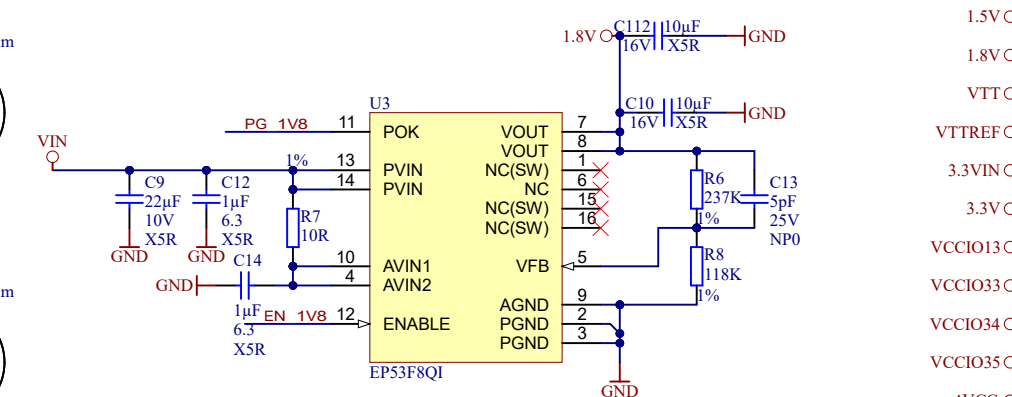 m
m
VIN
C9
22µF
10V
X5R
GND
C12
1µF
6.3
X5R
GND
PG_1V8
1%
R7
10R
GND
C14
1µF
6.3
X5R
EN_1V8
U3
11 POK
13 PVIN
14 PVIN
10 AVIN1
4 AVIN2
12 ENABLE
VOUT 7
VOUT 8
NC(SW) 1
NC 6
NC(SW) 15
NC(SW) 16
VFB 5
AGND 9
PGND 2
PGND 3
EP53F8QI
GND
1.8V
C112 10µF
16V X5R
GND
C10 10µF
16V X5R
GND
R6
237K
1%
C13
5pF
25V
NP0
R8
118K
1%
1.5V
1.8V
VTT
VTTREF
3.3VIN
3.3V
VCCIO13
VCCIO33
VCCIO34
VCCIO35